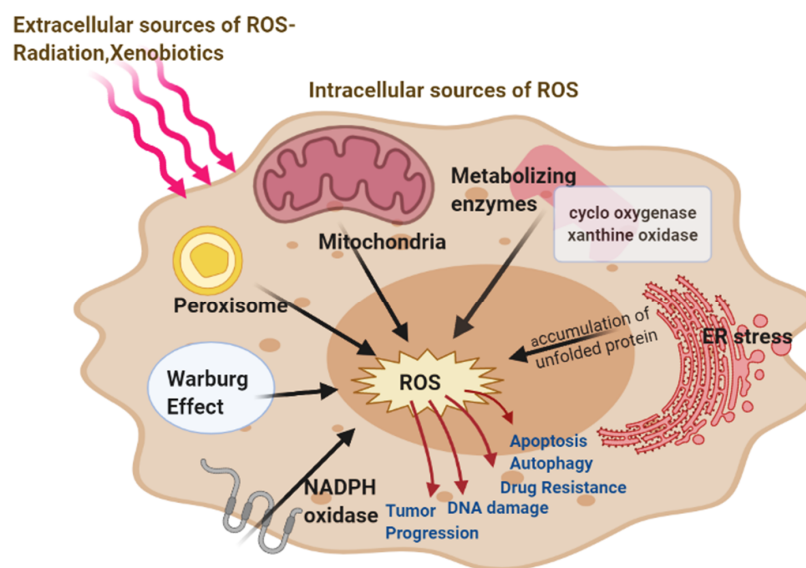 Extracellular sources of ROS-
Radiation,Xenobiotics
Intracellular sources of ROS
Metabolizing
enzymes
cyclo oxygenase
xanthine oxidase
Mitochondria
Peroxisome
accumulation of
unfolded protein
ER stress
Warburg
Effect
ROS
Apoptosis
Autophagy
Drug Resistance
NADPH
oxidase
Tumor
Progression
DNA damage